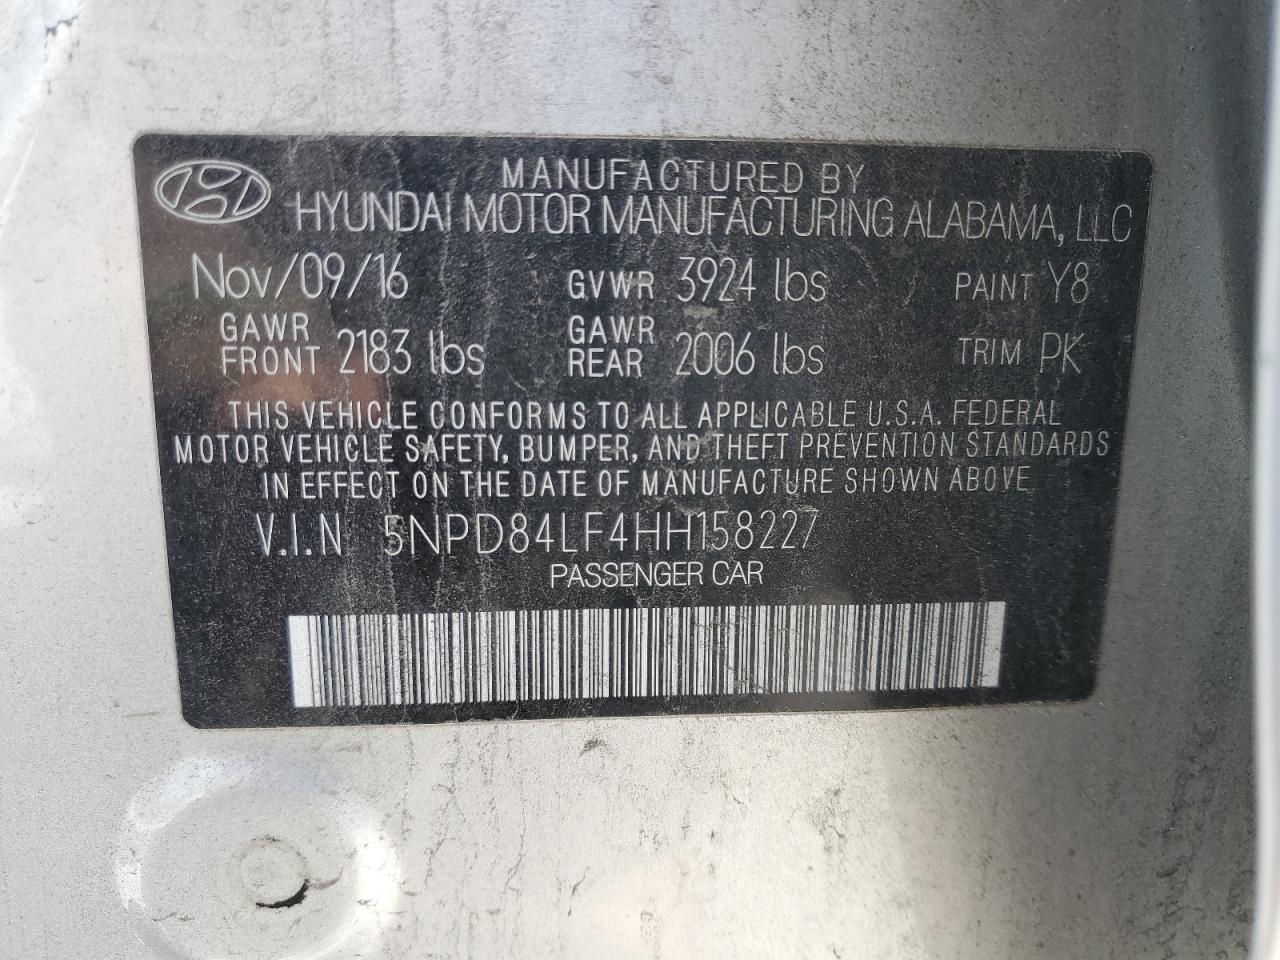 MANUFACTURED BY
HYUNDAI MOTOR MANUFACTURING ALABAMA, LLC
Nov/09/16 GVWR 3924 lbs PAINT Y8
GAWR FRONT 2183 lbs GAWR REAR 2006 lbs TRIM PK
THIS VEHICLE CONFORMS TO ALL APPLICABLE U.S.A. FEDERAL
MOTOR VEHICLE SAFETY, BUMPER, AND THEFT PREVENTION STANDARDS
IN EFFECT ON THE DATE OF MANUFACTURE SHOWN ABOVE
V.I.N 5NPD84LF4HH158227
PASSENGER CAR